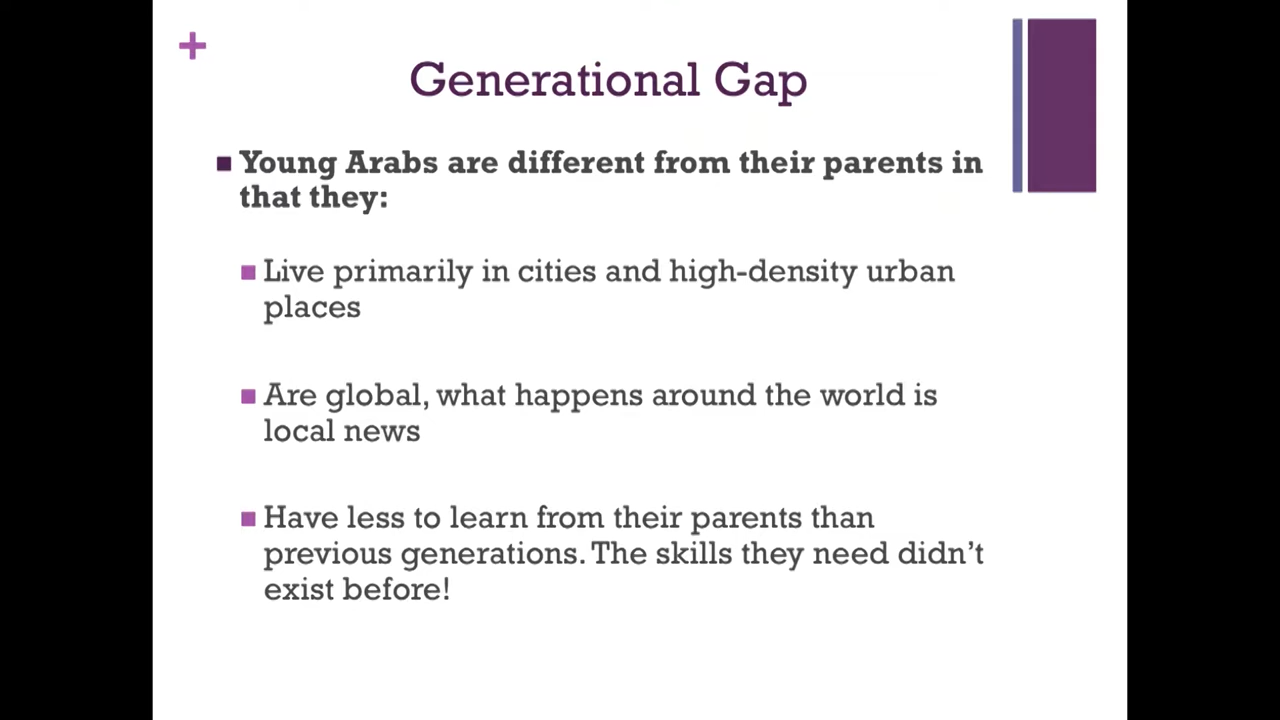 +
Generational Gap
Young Arabs are different from their parents in
that they:
Live primarily in cities and high-density urban
places
Are global, what happens around the world is
local news
Have less to learn from their parents than
previous generations. The skills they need didn't
exist before!